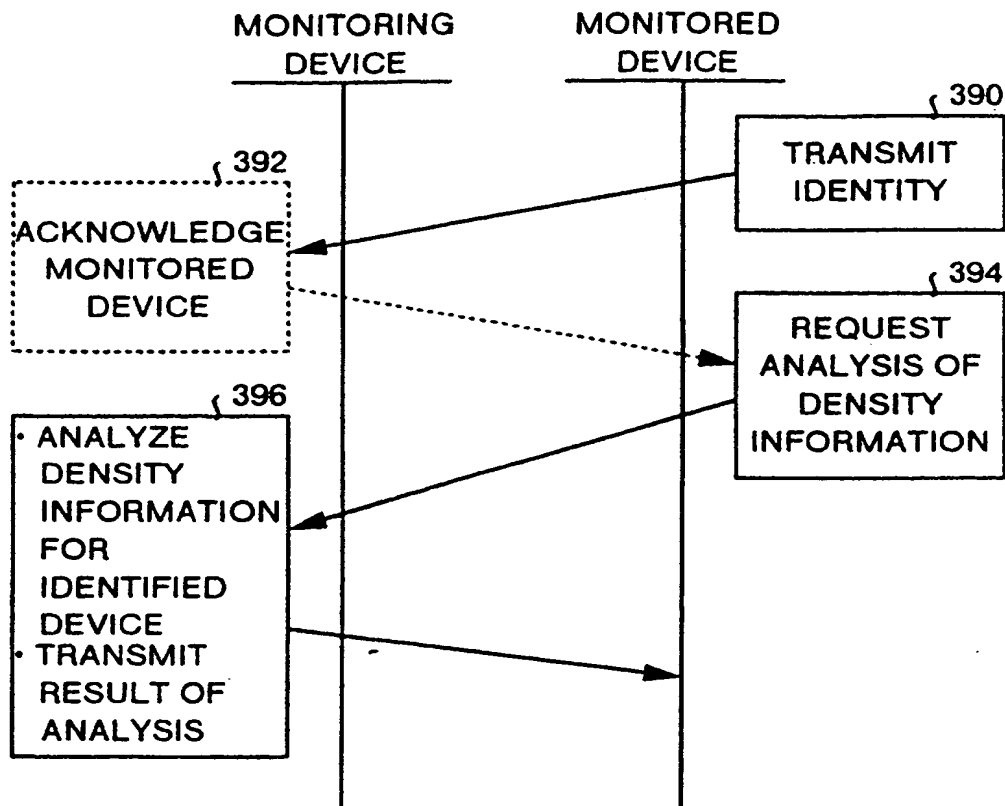 MONITORING
DEVICE
MONITORED
DEVICE
390
TRANSMIT
IDENTITY
392
ACKNOWLEDGE
MONITORED
DEVICE
394
REQUEST
ANALYSIS OF
DENSITY
INFORMATION
396
· ANALYZE
DENSITY
INFORMATION
FOR
IDENTIFIED
DEVICE
· TRANSMIT
RESULT OF
ANALYSIS